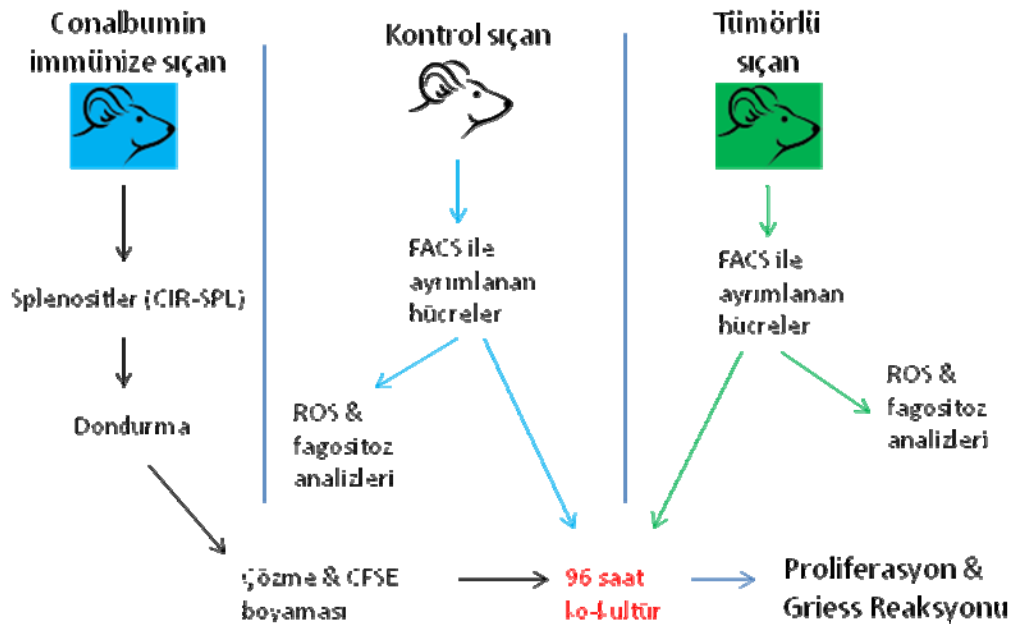 Conalbumin
immünize sıçan
Kontrol sıçan
Tümörlü
sıçan
Splenositler (CIR-SPL)
Dondurma
FACS ile
ayrımlanan
hücreler
ROS &
fagositoz
analizleri
FACS ile
ayrımlanan
hücreler
ROS &
fagositoz
analizleri
Çözme & CFSE
boyaması
96 saat
ko-kültür
Proliferasyon &
Griess Reaksyonu